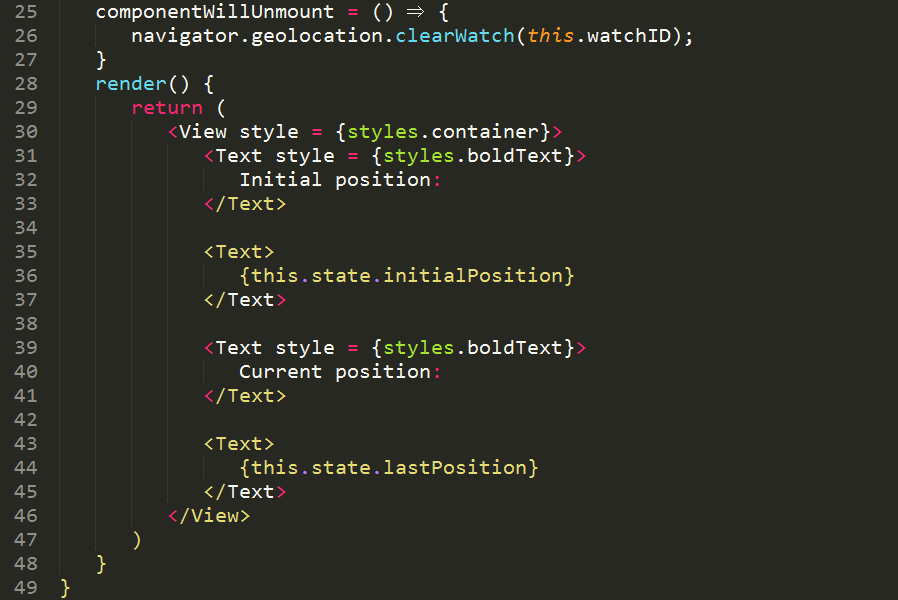 25 componentWillUnmount = () => {
26 navigator.geolocation.clearWatch(this.watchID);
27 }
28 render() {
29 return (
30 <View style = {styles.container}>
31 <Text style = {styles.boldText}>
32 Initial position:
33 </Text>
34
35 <Text>
36 {this.state.initialPosition}
37 </Text>
38
39 <Text style = {styles.boldText}>
40 Current position:
41 </Text>
42
43 <Text>
44 {this.state.lastPosition}
45 </Text>
46 </View>
47 )
48 }
49 }